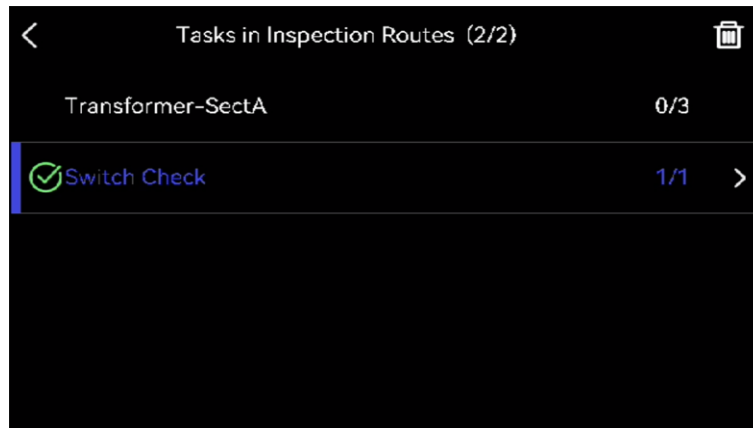 Tasks in Inspection Routes (2/2)
Transformer-SectA 0/3
Switch Check 1/1